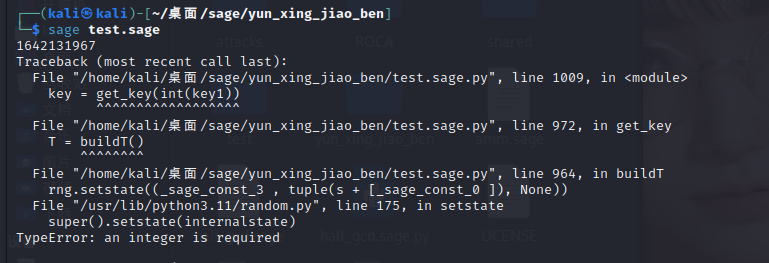 ┌──(kali㉿kali)-[~/桌面/sage/yun_xing_jiao_ben]
└─$ sage test.sage
1642131967
Traceback (most recent call last):
  File "/home/kali/桌面/sage/yun_xing_jiao_ben/test.sage.py", line 1009, in <module>
    key = get_key(int(key1))
          ^^^^^^^^^^^^^^^^^^
  File "/home/kali/桌面/sage/yun_xing_jiao_ben/test.sage.py", line 972, in get_key
    T = buildT()
        ^^^^^^^^
  File "/home/kali/桌面/sage/yun_xing_jiao_ben/test.sage.py", line 964, in buildT
    rng.setstate((_sage_const_3 , tuple(s + [_sage_const_0 ]), None))
  File "/usr/lib/python3.11/random.py", line 175, in setstate
    super().setstate(internalstate)
TypeError: an integer is required